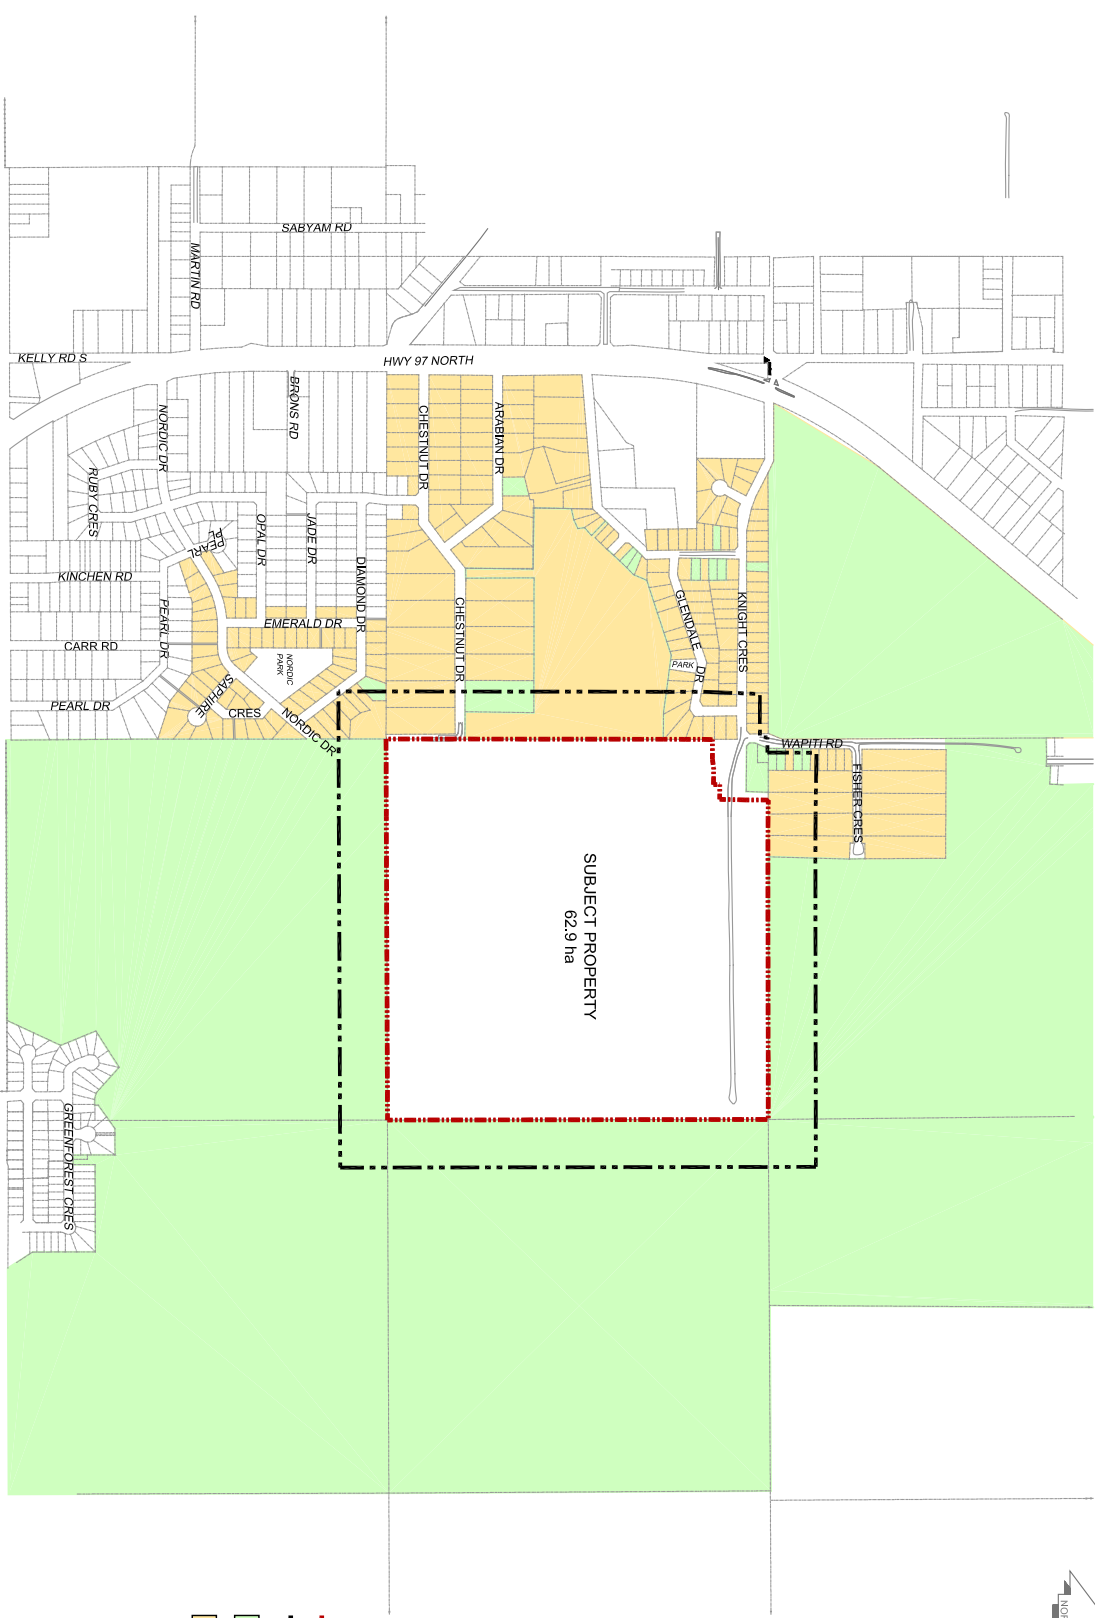 SABYAM RD
MARTIN RD
KELLY RD S
HWY 97 NORTH
BRONS RD
NORDIC DR
CHESTNUT DR
ARABIAN DR
RUBY CRES
OPAL DR
JADE DR
PEARL PL
KINCHEN RD
DIAMOND DR
PEARL DR
EMERALD DR
CHESTNUT DR
GLENDALE DR
KNIGHT CRES
CARR RD
NORDIC
PARK
PARK
SAPHIRE
CRES
PEARL DR
NORDIC DR
WAPITI RD
FISHER CRES
SUBJECT PROPERTY
62.9 ha
GREENFOREST CRES